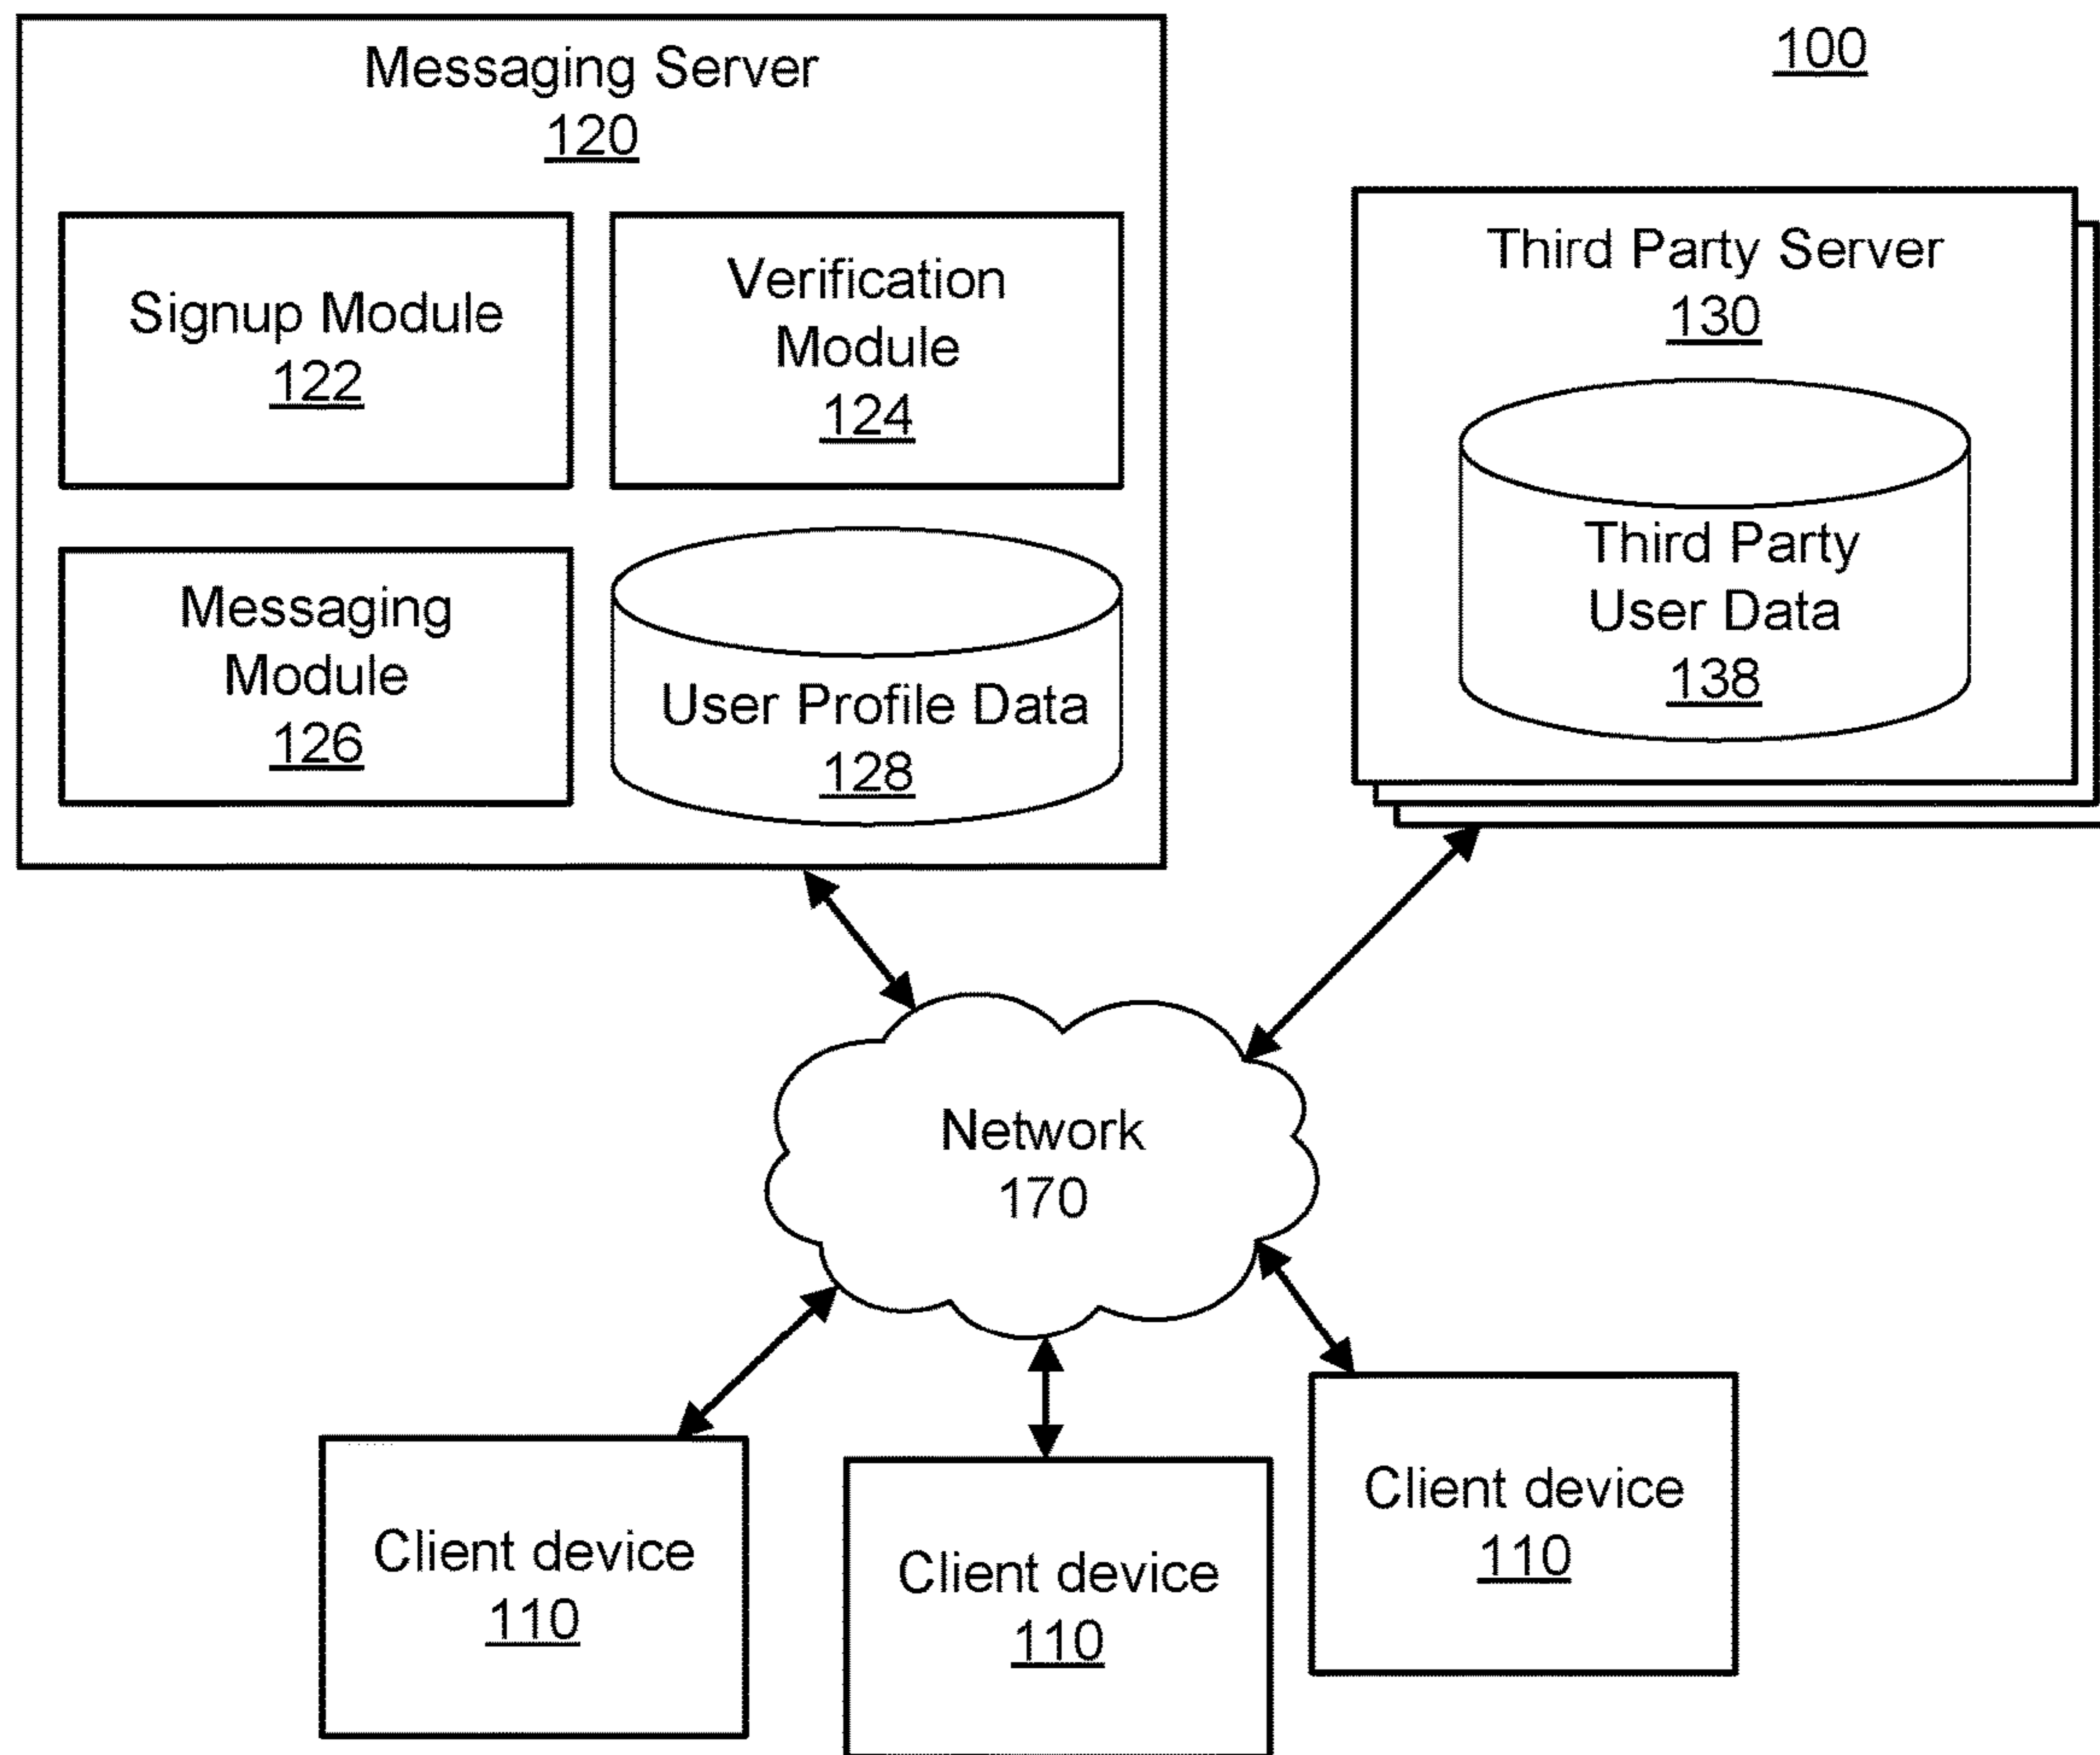 100
Messaging Server
120
Signup Module
122
Verification
Module
124
Messaging
Module
126
User Profile Data
128
Third Party Server
130
Third Party
User Data
138
Network
170
Client device
110
Client device
110
Client device
110